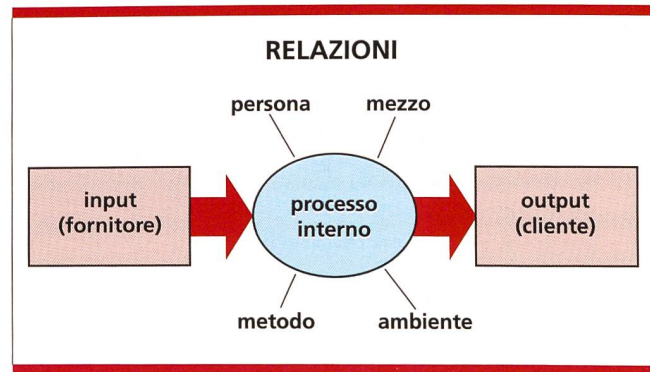 RELAZIONI
persona
mezzo
input
(fornitore)
processo
interno
output
(cliente)
metodo
ambiente